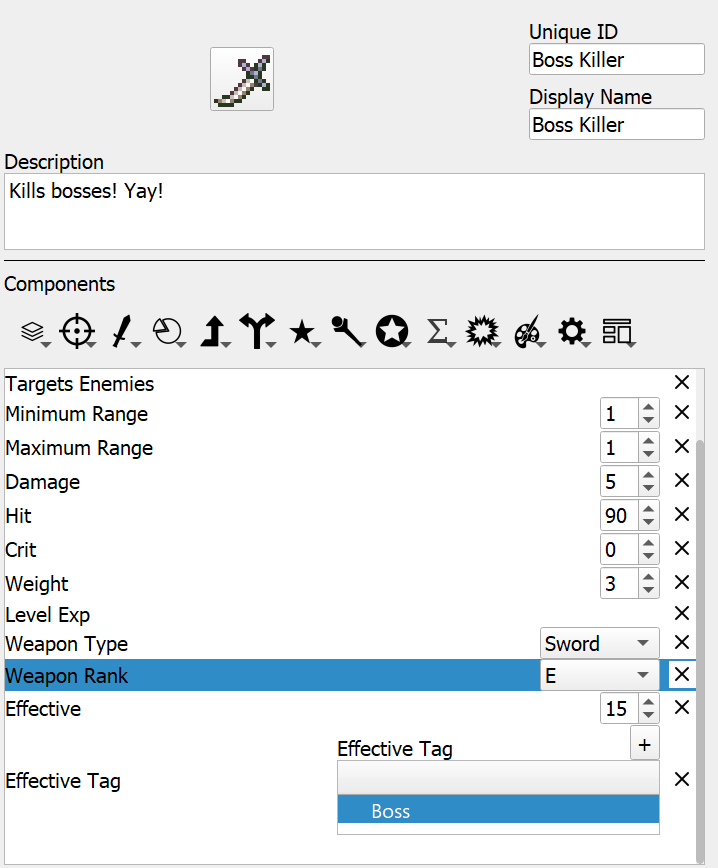 Unique ID
Boss Killer
Display Name
Boss Killer
Description
Kills bosses! Yay!
Components
Targets Enemies
Minimum Range 1
Maximum Range 1
Damage 5
Hit 90
Crit 0
Weight 3
Level Exp
Weapon Type Sword
Weapon Rank E
Effective 15
Effective Tag +
Effective Tag
Boss